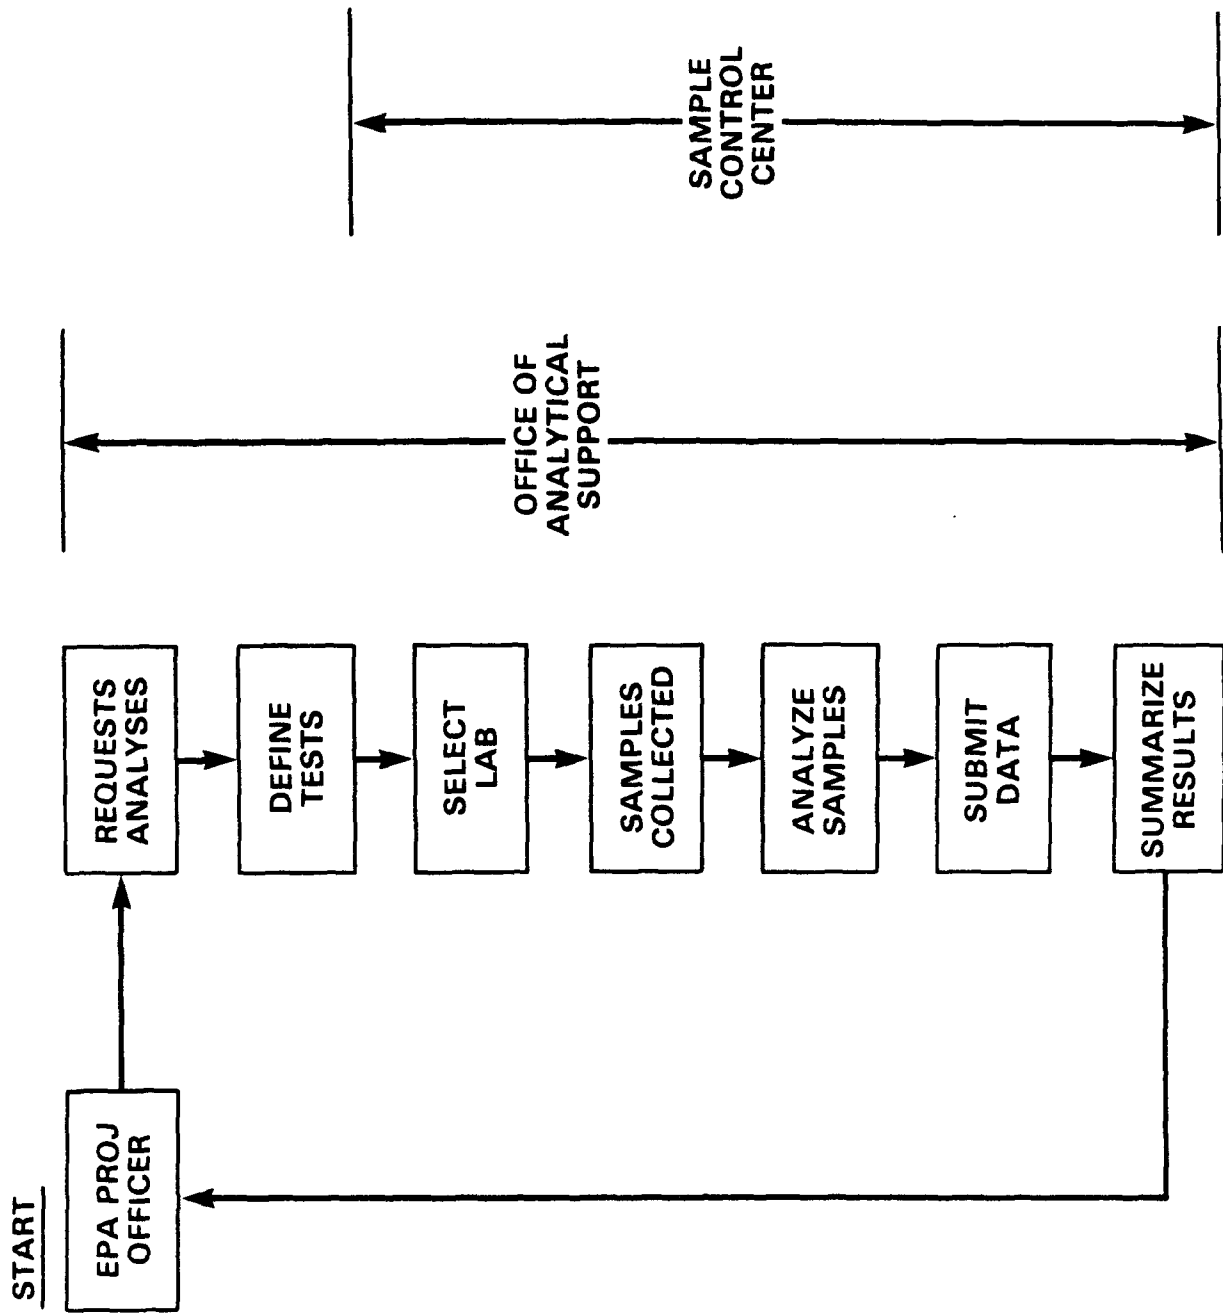 START
EPA PROJ
OFFICER
REQUESTS
ANALYSES
DEFINE
TESTS
SELECT
LAB
SAMPLES
COLLECTED
ANALYZE
SAMPLES
SUBMIT
DATA
SUMMARIZE
RESULTS
OFFICE OF
ANALYTICAL
SUPPORT
SAMPLE
CONTROL
CENTER